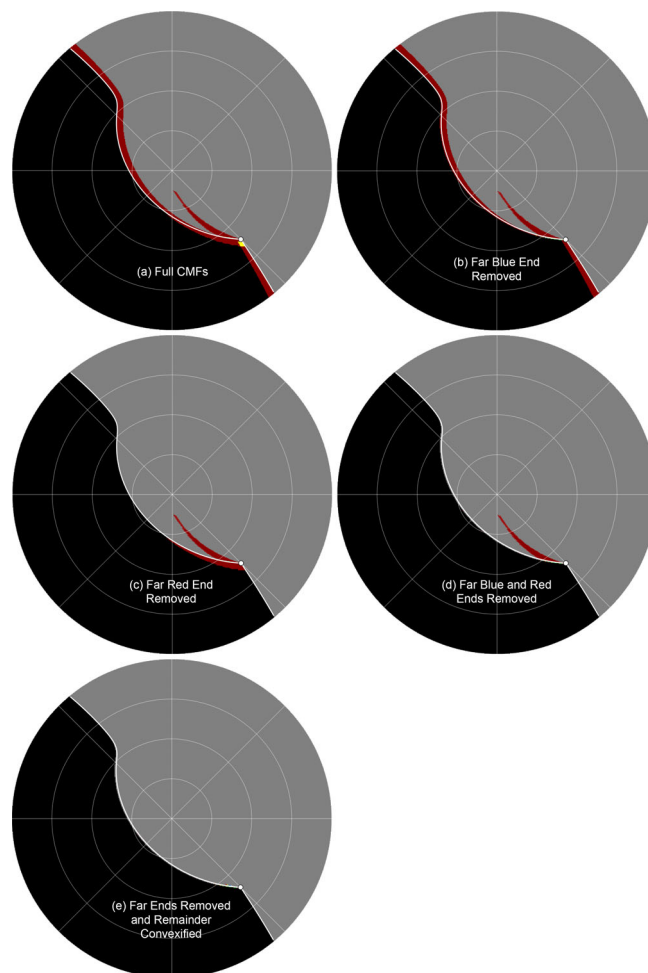 (a) Full CMFs
(b) Far Blue End
Removed
(c) Far Red End
Removed
(d) Far Blue and Red
Ends Removed
(e) Far Ends Removed
and Remainder
Convexified